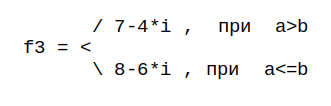 / 7-4*i ,  при  a>b
f3 = <
\ 8-6*i , при  a<=b